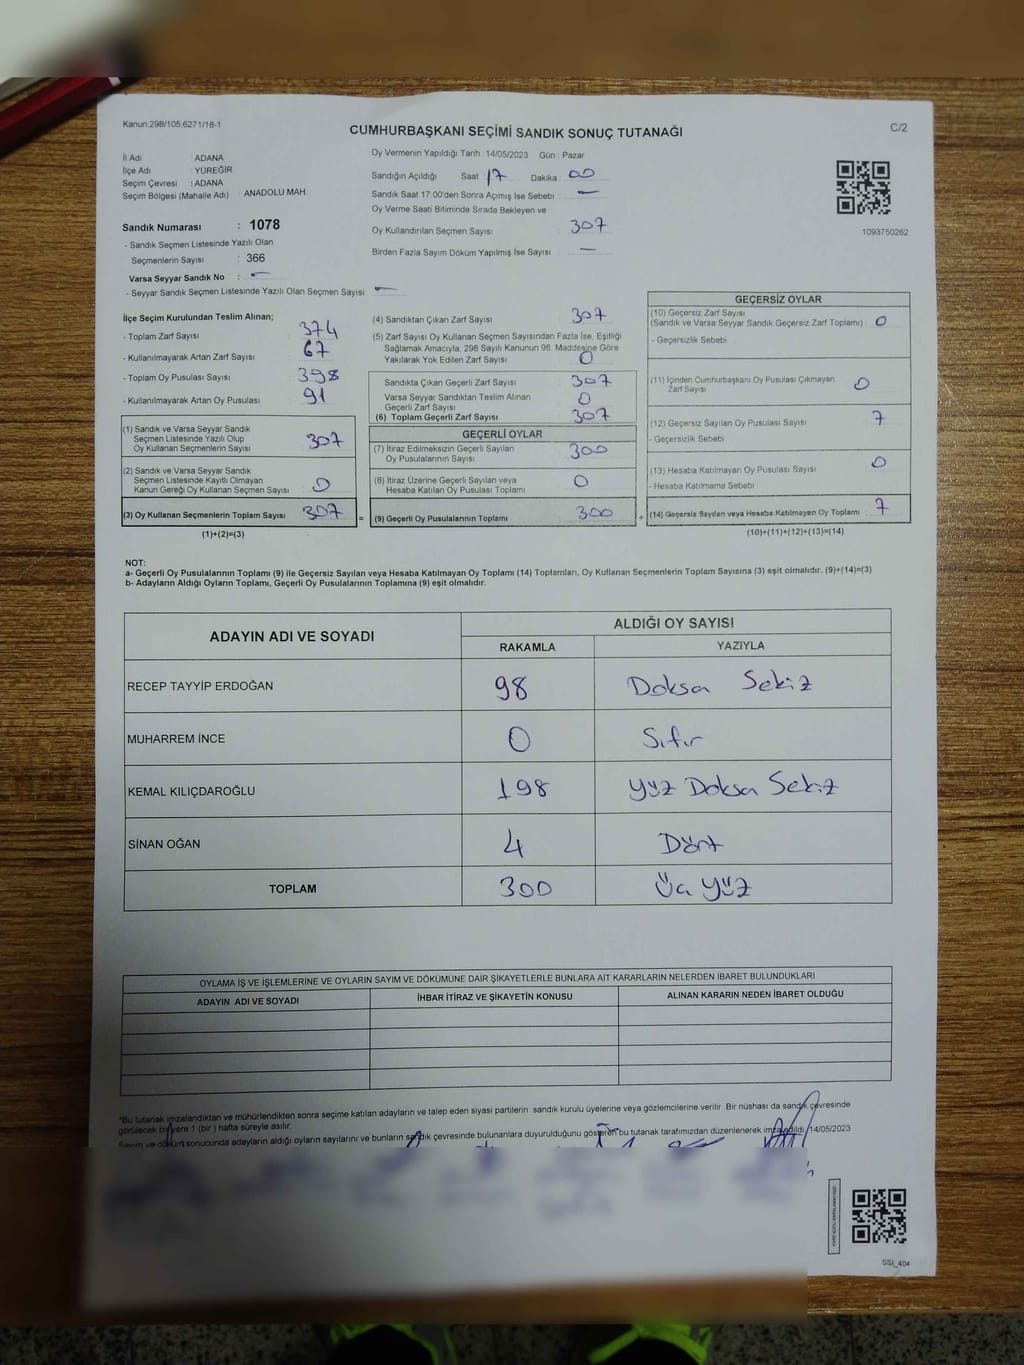 Kanun:298/105,6271/18-1
CUMHURBAŞKANI SEÇİMİ SANDIK SONUÇ TUTANAĞI
C/2
İl Adı : ADANA
İlçe Adı : YÜREĞİR
Seçim Çevresi : ADANA
Seçim Bölgesi (Mahalle Adı) ANADOLU MAH.
Oy Vermenin Yapıldığı Tarih :14/05/2023 Gün : Pazar
Sandığın Açıldığı Saat 17 Dakika : 00
Sandık Saat 17.00'den Sonra Açımış İse Sebebi : —
Oy Verme Saati Bitiminde Sırada Bekleyen ve
Oy Kullandırılan Seçmen Sayısı 307
Birden Fazla Sayım Döküm Yapılmış İse Sayısı : —
1093750262
Sandık Numarası : 1078
- Sandık Seçmen Listesinde Yazılı Olan
Seçmenlerin Sayısı : 366
Varsa Seyyar Sandık No : —
- Seyyar Sandık Seçmen Listesinde Yazılı Olan Seçmen Sayısı: —
İlçe Seçim Kurulundan Teslim Alınan;
- Toplam Zarf Sayısı 374
- Kullanılmayarak Artan Zarf Sayısı 67
- Toplam Oy Pusulası Sayısı 398
- Kullanılmayarak Artan Oy Pusulası 91
(1) Sandık ve Varsa Seyyar Sandık
Seçmen Listesinde Yazılı Olup
Oy Kullanan Seçmenlerin Sayısı 307
(2) Sandık ve Varsa Seyyar Sandık
Seçmen Listesinde Kayıtlı Olmayan
Kanun Gereği Oy Kullanan Seçmen Sayısı 0
(3) Oy Kullanan Seçmenlerin Toplam Sayısı 307
(1)+(2)=(3)
(4) Sandıktan Çıkan Zarf Sayısı 307
(5) Zarf Sayısı Oy Kullanan Seçmen Sayısından Fazla İse, Eşitliği
Sağlamak Amacıyla, 298 Sayılı Kanunun 98. Maddesine Göre
Yakılarak Yok Edilen Zarf Sayısı 0
Sandıkta Çıkan Geçerli Zarf Sayısı 307
Varsa Seyyar Sandıktan Teslim Alınan
Geçerli Zarf Sayısı 0
(6) Toplam Geçerli Zarf Sayısı 307
GEÇERLİ OYLAR
(7) İtiraz Edilmeksizin Geçerli Sayılan
Oy Pusulalarının Sayısı 300
(8) İtiraz Üzerine Geçerli Sayılan veya
Hesaba Katılan Oy Pusulası Toplamı 0
= (9) Geçerli Oy Pusulalarının Toplamı 300
GEÇERSİZ OYLAR
(10) Geçersiz Zarf Sayısı
(Sandık ve Varsa Seyyar Sandık Geçersiz Zarf Toplamı) 0
- Geçersizlik Sebebi
(11) İçinden Cumhurbaşkanı Oy Pusulası Çıkmayan
Zarf Sayısı 0
(12) Geçersiz Sayılan Oy Pusulası Sayısı 7
- Geçersizlik Sebebi
(13) Hesaba Katılmayan Oy Pusulası Sayısı 0
- Hesaba Katılmama Sebebi
+ (14) Geçersiz Sayılan veya Hesaba Katılmayan Oy Toplamı 7
(10)+(11)+(12)+(13)=(14)
NOT:
a- Geçerli Oy Pusulalarının Toplamı (9) ile Geçersiz Sayılan veya Hesaba Katılmayan Oy Toplamı (14) Toplamları, Oy Kullanan Seçmenlerin Toplam Sayısına (3) eşit olmalıdır. (9)+(14)=(3)
b- Adayların Aldığı Oyların Toplamı, Geçerli Oy Pusulalarının Toplamına (9) eşit olmalıdır.
ADAYIN ADI VE SOYADI
ALDIĞI OY SAYISI
RAKAMLA YAZIYLA
RECEP TAYYİP ERDOĞAN 98 Doksa Sekiz
MUHARREM İNCE 0 Sıfır
KEMAL KILIÇDAROĞLU 198 Yüz Doksa Sekiz
SİNAN OĞAN 4 Dört
TOPLAM 300 Üç Yüz
OYLAMA İŞ VE İŞLEMLERİNE VE OYLARIN SAYIM VE DÖKÜMÜNE DAİR ŞİKAYETLERLE BUNLARA AİT KARARLARIN NELERDEN İBARET BULUNDUKLARI
ADAYIN ADI VE SOYADI İHBAR İTİRAZ VE ŞİKAYETİN KONUSU ALINAN KARARIN NEDEN İBARET OLDUĞU
*Bu tutanak imzalandıktan ve mühürlendikten sonra seçime katılan adayların ve talep eden siyasi partilerin sandık kurulu üyelerine veya gözlemcilerine verilir. Bir nüshası da sandık çevresinde
görülecek bir yere 1 (bir) hafta süreyle asılır.
Sayım ve döküm sonucunda adayların aldığı oyların sayılarını ve bunların sandık çevresinde bulunanlara duyurulduğunu gösteren bu tutanak tarafımızdan düzenlenerek imzalandı. 14/05/2023
SSI_404